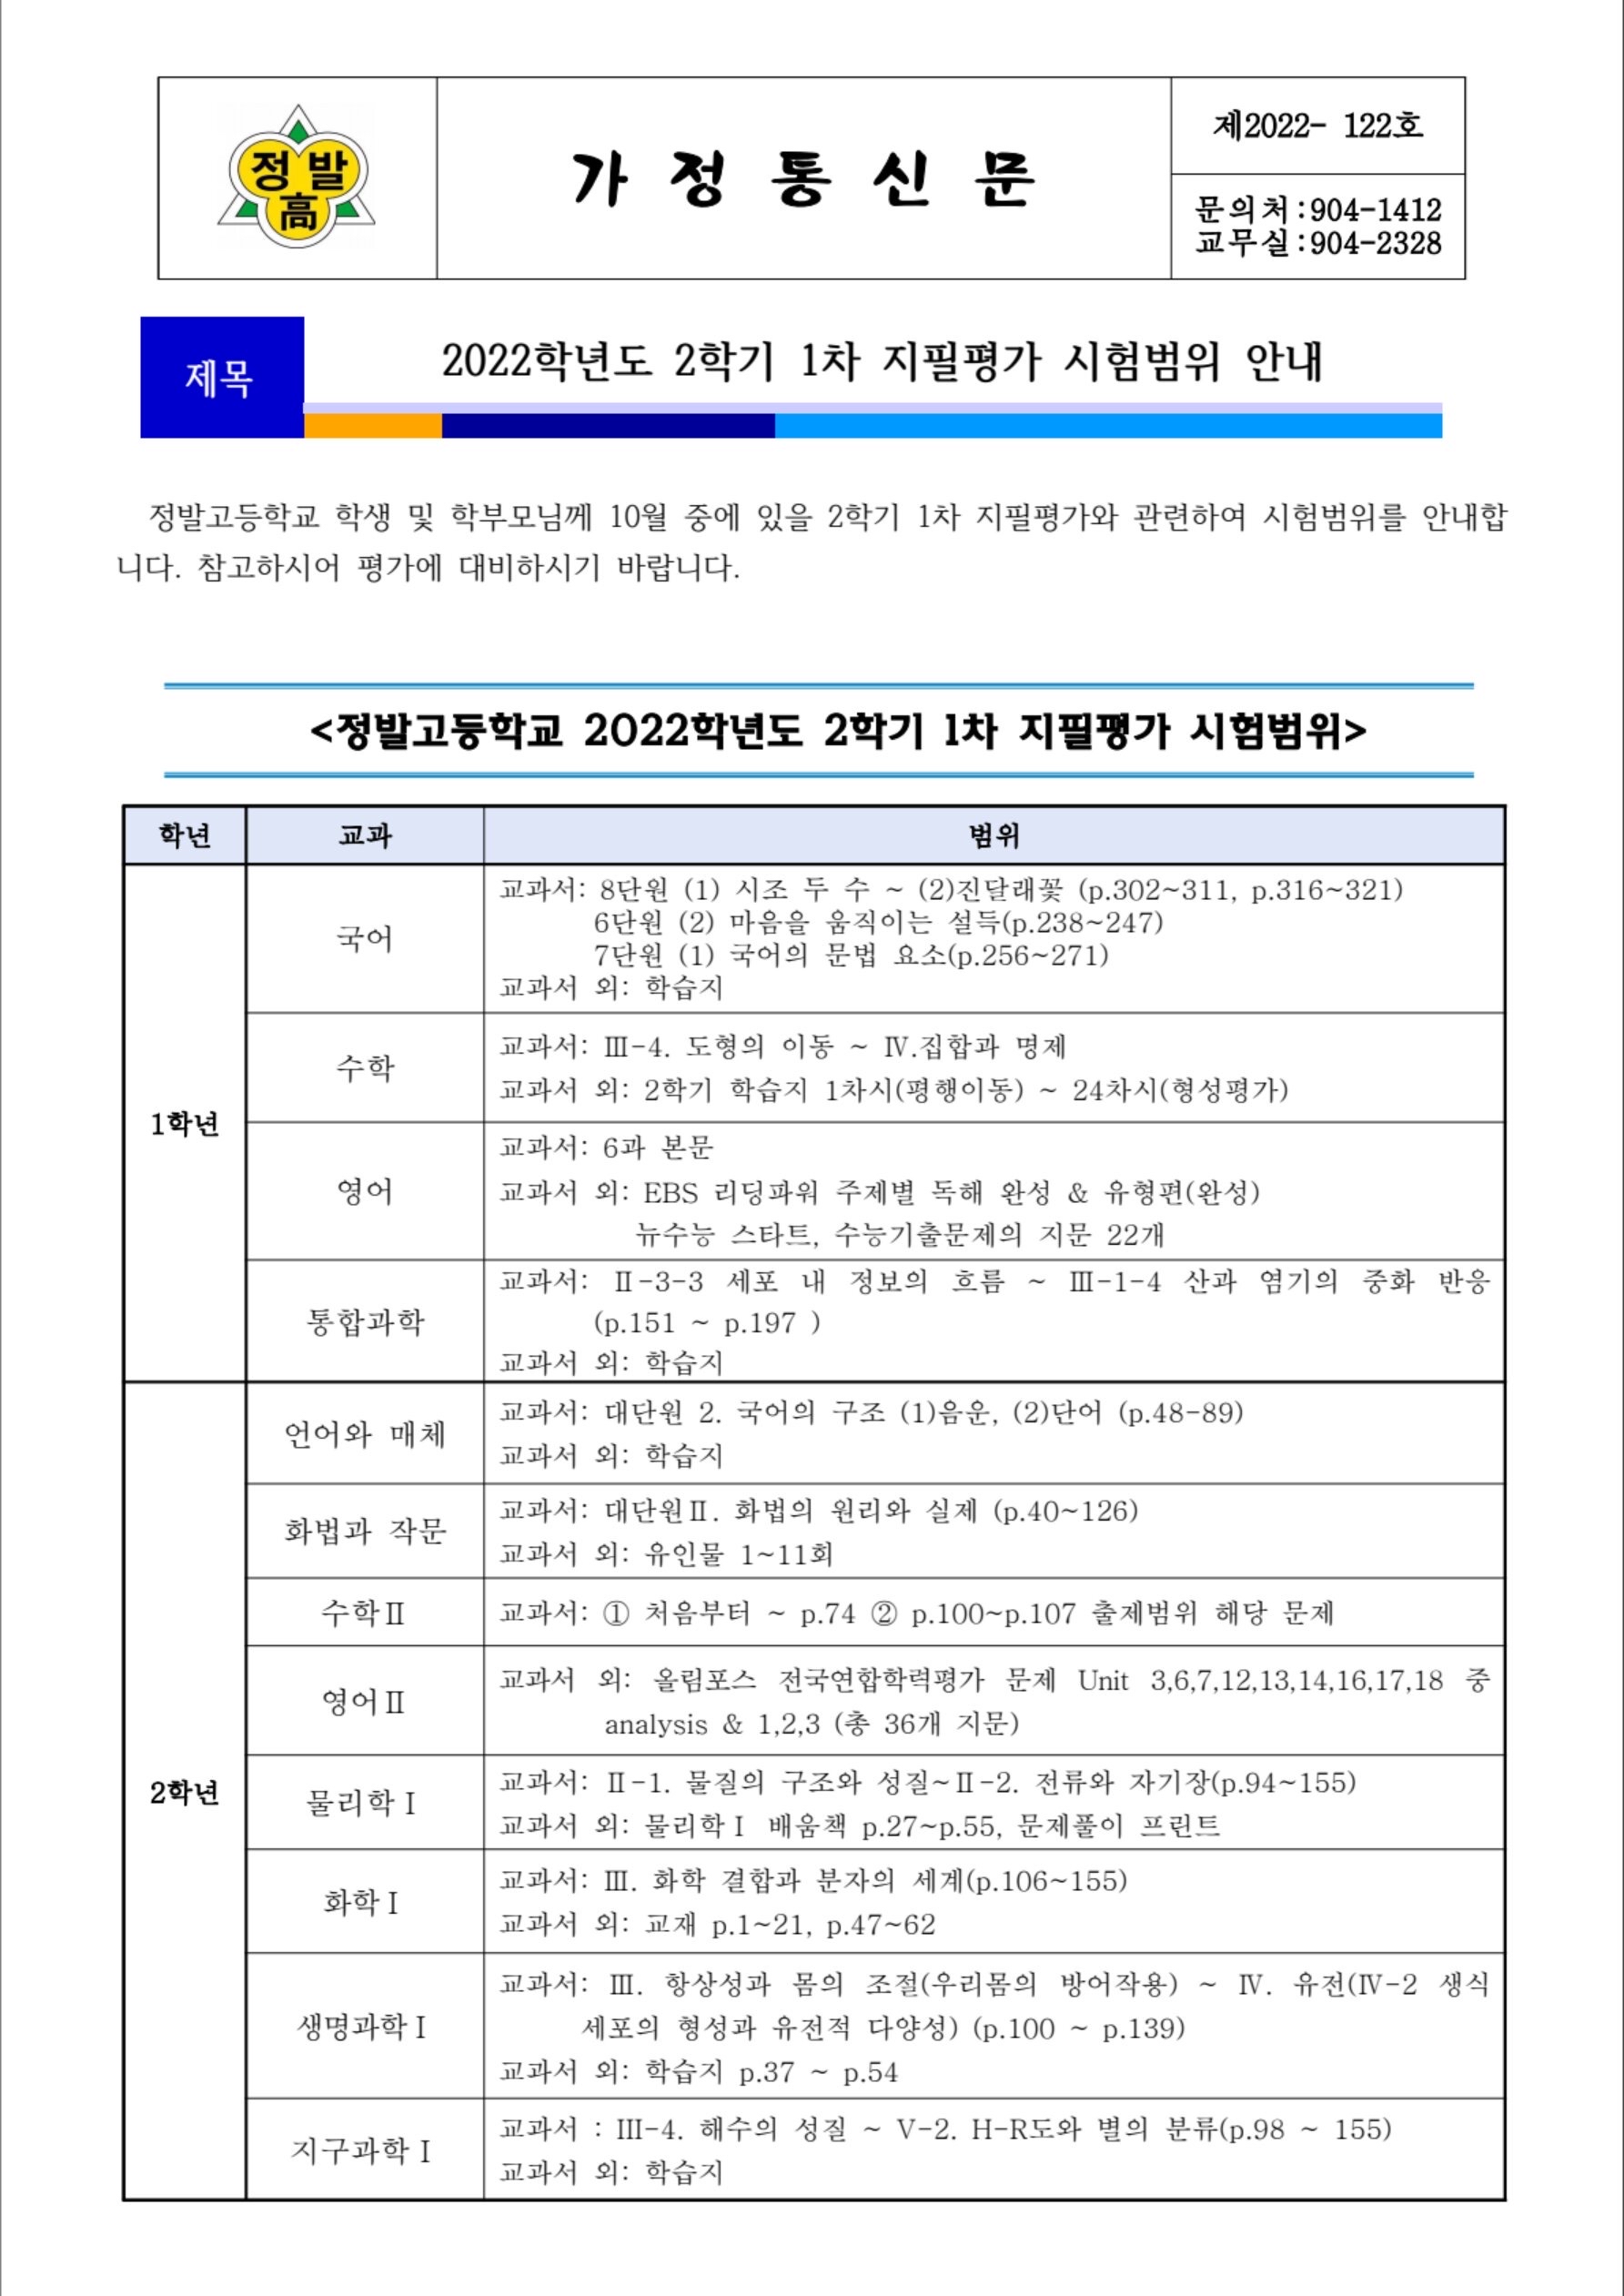 정발
高
가 정 통 신 문
제2022- 122호
문의처:904-1412
교무실:904-2328
제목
2022학년도 2학기 1차 지필평가 시험범위 안내
정발고등학교 학생 및 학부모님께 10월 중에 있을 2학기 1차 지필평가와 관련하여 시험범위를 안내합
니다. 참고하시어 평가에 대비하시기 바랍니다.
<정발고등학교 2022학년도 2학기 1차 지필평가 시험범위>
학년 교과 범위
1학년
국어
교과서: 8단원 (1) 시조 두 수 ~ (2)진달래꽃 (p.302~311, p.316~321)
6단원 (2) 마음을 움직이는 설득(p.238~247)
7단원 (1) 국어의 문법 요소(p.256~271)
교과서 외: 학습지
수학
교과서: Ⅲ-4. 도형의 이동 ~ Ⅳ.집합과 명제
교과서 외: 2학기 학습지 1차시(평행이동) ~ 24차시(형성평가)
영어
교과서: 6과 본문
교과서 외: EBS 리딩파워 주제별 독해 완성 & 유형편(완성)
뉴수능 스타트, 수능기출문제의 지문 22개
통합과학
교과서: Ⅱ-3-3 세포 내 정보의 흐름 ~ Ⅲ-1-4 산과 염기의 중화 반응
(p.151 ~ p.197 )
교과서 외: 학습지
2학년
언어와 매체
교과서: 대단원 2. 국어의 구조 (1)음운, (2)단어 (p.48-89)
교과서 외: 학습지
화법과 작문
교과서: 대단원Ⅱ. 화법의 원리와 실제 (p.40~126)
교과서 외: 유인물 1~11회
수학Ⅱ
교과서: ① 처음부터 ~ p.74 ② p.100~p.107 출제범위 해당 문제
영어Ⅱ
교과서 외: 올림포스 전국연합학력평가 문제 Unit 3,6,7,12,13,14,16,17,18 중
analysis & 1,2,3 (총 36개 지문)
물리학Ⅰ
교과서: Ⅱ-1. 물질의 구조와 성질~Ⅱ-2. 전류와 자기장(p.94~155)
교과서 외: 물리학Ⅰ 배움책 p.27~p.55, 문제풀이 프린트
화학Ⅰ
교과서: Ⅲ. 화학 결합과 분자의 세계(p.106~155)
교과서 외: 교재 p.1~21, p.47~62
생명과학Ⅰ
교과서: Ⅲ. 항상성과 몸의 조절(우리몸의 방어작용) ~ Ⅳ. 유전(Ⅳ-2 생식
세포의 형성과 유전적 다양성) (p.100 ~ p.139)
교과서 외: 학습지 p.37 ~ p.54
지구과학Ⅰ
교과서 : III-4. 해수의 성질 ~ V-2. H-R도와 별의 분류(p.98 ~ 155)
교과서 외: 학습지